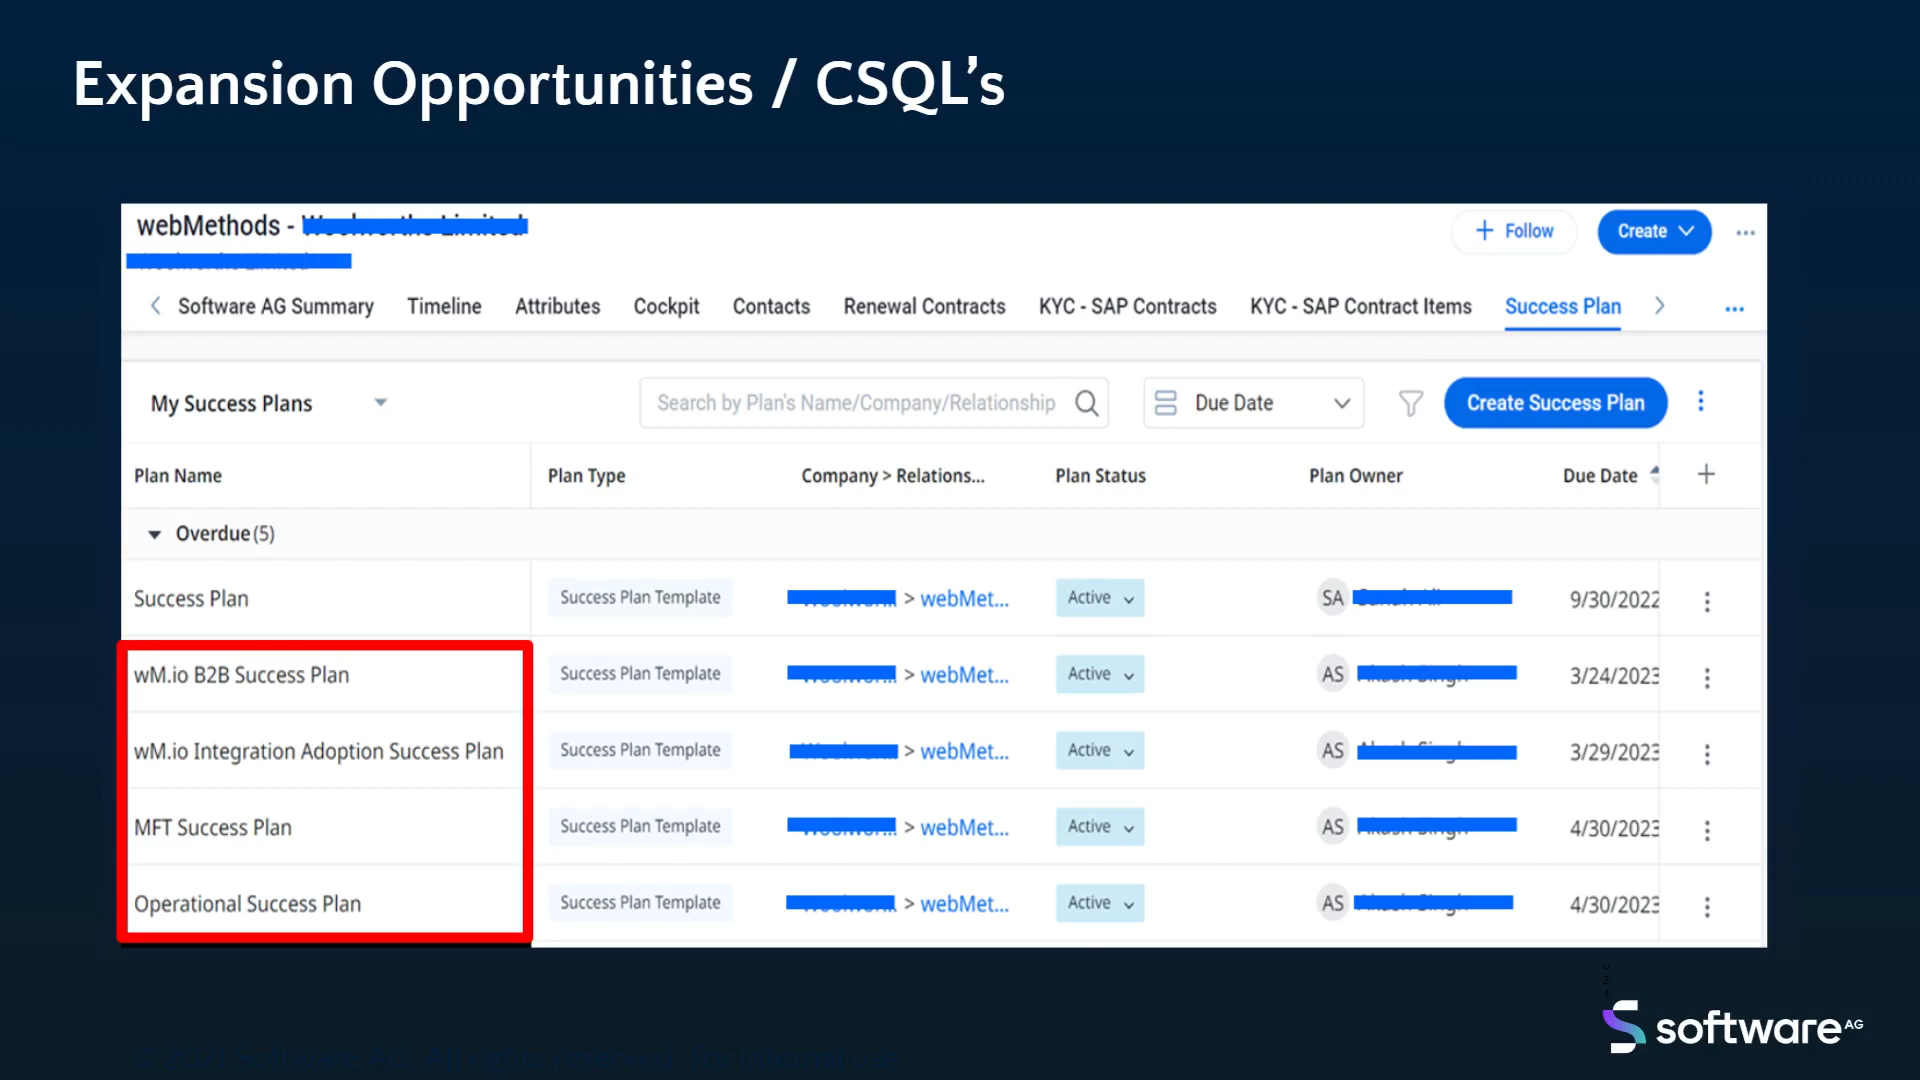 Expansion Opportunities / CSQL’s
webMethods -
Follow
Create
Software AG Summary Timeline Attributes Cockpit Contacts Renewal Contracts KYC - SAP Contracts KYC - SAP Contract Items Success Plan
My Success Plans
Search by Plan's Name/Company/Relationship
Due Date
Create Success Plan
Plan Name Plan Type Company > Relations... Plan Status Plan Owner Due Date
Overdue (5)
Success Plan Success Plan Template > webMet... Active SA 9/30/2022
wM.io B2B Success Plan Success Plan Template > webMet... Active AS 3/24/2023
wM.io Integration Adoption Success Plan Success Plan Template > webMet... Active AS 3/29/2023
MFT Success Plan Success Plan Template > webMet... Active AS 4/30/2023
Operational Success Plan Success Plan Template > webMet... Active AS 4/30/2023
software AG